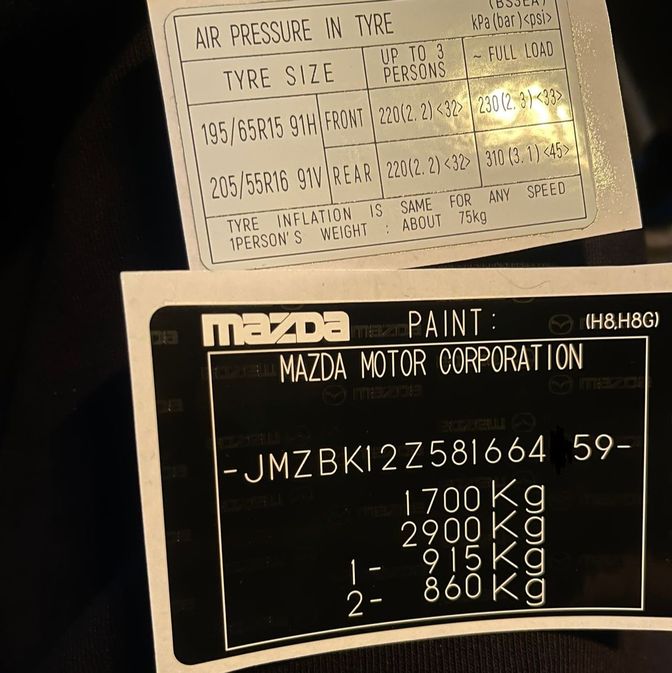 (BSSEA)
AIR PRESSURE IN TYRE kPa(bar)<psi>
TYRE SIZE UP TO 3 PERSONS ~ FULL LOAD
195/65R15 91H FRONT 220(2.2)<32> 230(2.3)<33>
205/55R16 91V REAR 220(2.2)<32> 310(3.1)<45>
TYRE INFLATION IS SAME FOR ANY SPEED
1PERSON'S WEIGHT : ABOUT 75kg
mazda PAINT: (H8,H8G)
MAZDA MOTOR CORPORATION
-JMZBK12Z581664 59-
1700Kg
2900Kg
1- 915Kg
2- 860Kg